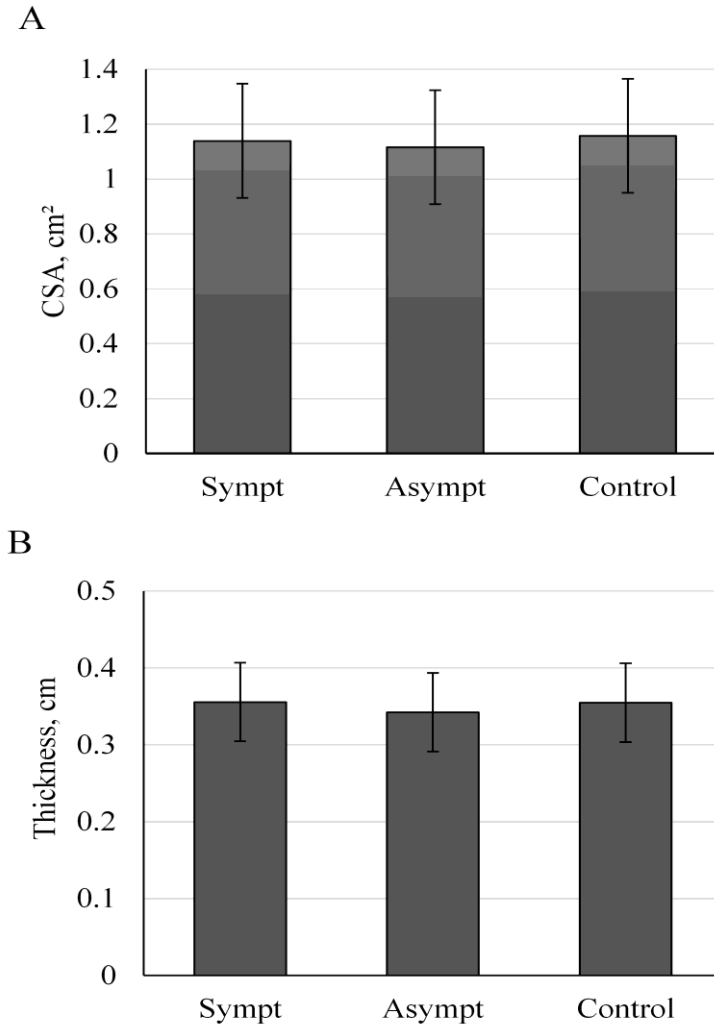 A
1.4
1.2
1
0.8
0.6
0.4
0.2
0
CSA, cm²
Sympt Asympt Control
B
0.5
0.4
0.3
0.2
0.1
0
Thickness, cm
Sympt Asympt Control